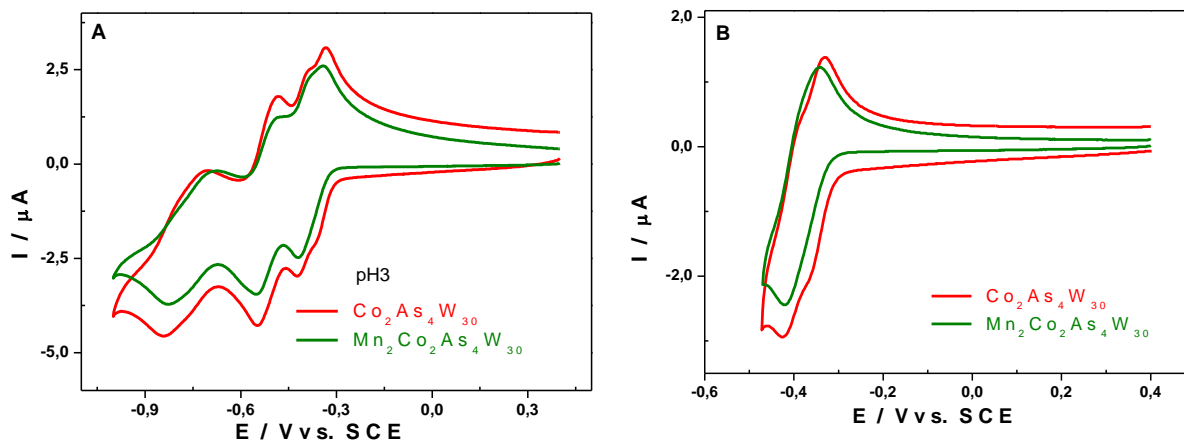 A
2,5
0,0
-2,5
-5,0
I / µA
pH3
Co2As4W30
Mn2Co2As4W30
-0,9 -0,6 -0,3 0,0 0,3
E / V vs. SCE
B
2,0
0,0
-2,0
I / µA
Co2As4W30
Mn2Co2As4W30
-0,6 -0,4 -0,2 0,0 0,2 0,4
E / V vs. SCE